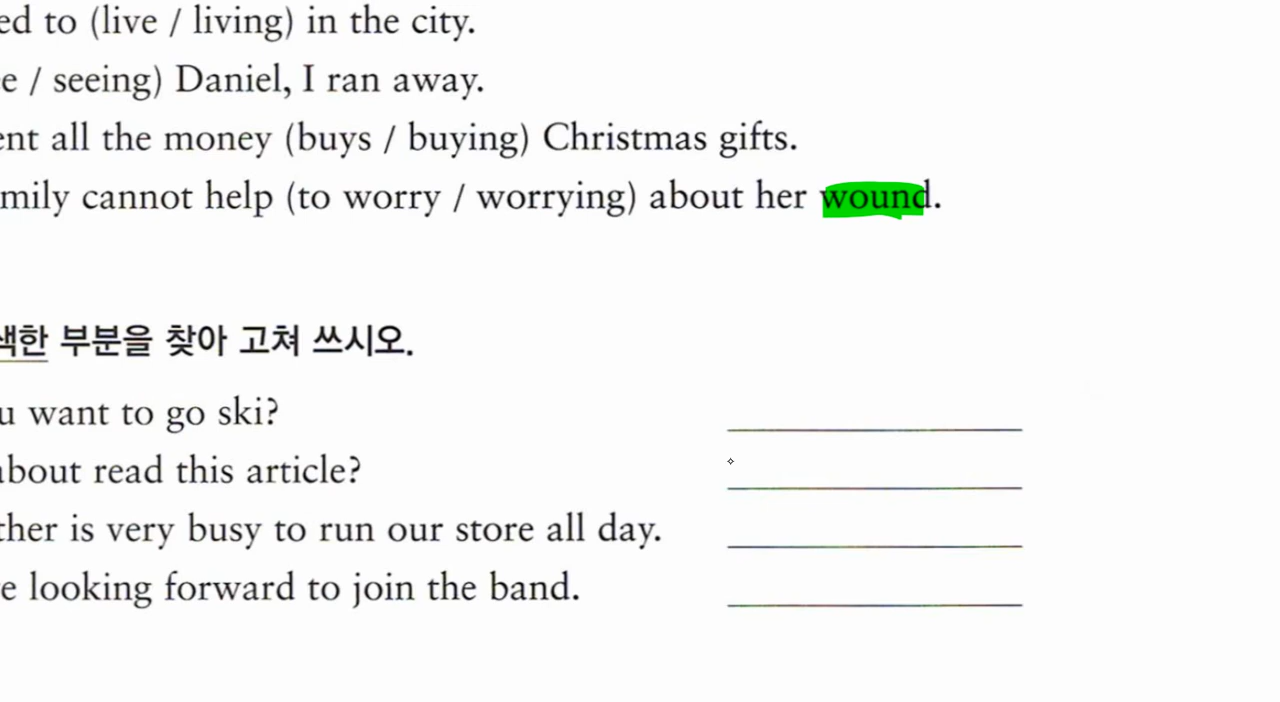 ed to (live / living) in the city.
e / seeing) Daniel, I ran away.
ent all the money (buys / buying) Christmas gifts.
mily cannot help (to worry / worrying) about her wound.
색한 부분을 찾아 고쳐 쓰시오.
u want to go ski?
about read this article?
ther is very busy to run our store all day.
e looking forward to join the band.